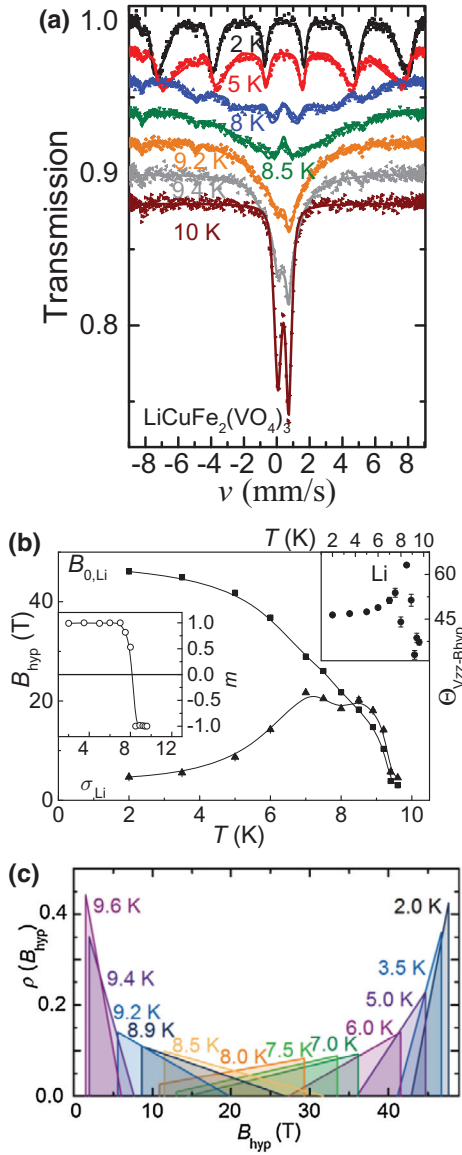 (a)
1.0
2 K
5 K
8 K
8.5 K
0.9
9.2 K
9.4 K
10 K
0.8
Transmission
LiCuFe2(VO4)3
-9 -6 -4 -2 0 2 4 6 9
v (mm/s)
(b)
T (K)
2 4 6 8 10
B0,Li
Li
60
45
ΘVzz-Bhyp
40
20
0
Bhyp (T)
1.0
0.5
0.0
-0.5
-1.0
m
4 8 12
σLi
0 2 4 6 8 10
T (K)
(c)
0.4
0.2
0.0
ρ (Bhyp)
9.6 K
9.4 K
9.2 K
8.9 K
8.5 K
8.0 K
7.5 K
7.0 K
6.0 K
5.0 K
3.5 K
2.0 K
0 10 20 30 40 50
Bhyp (T)